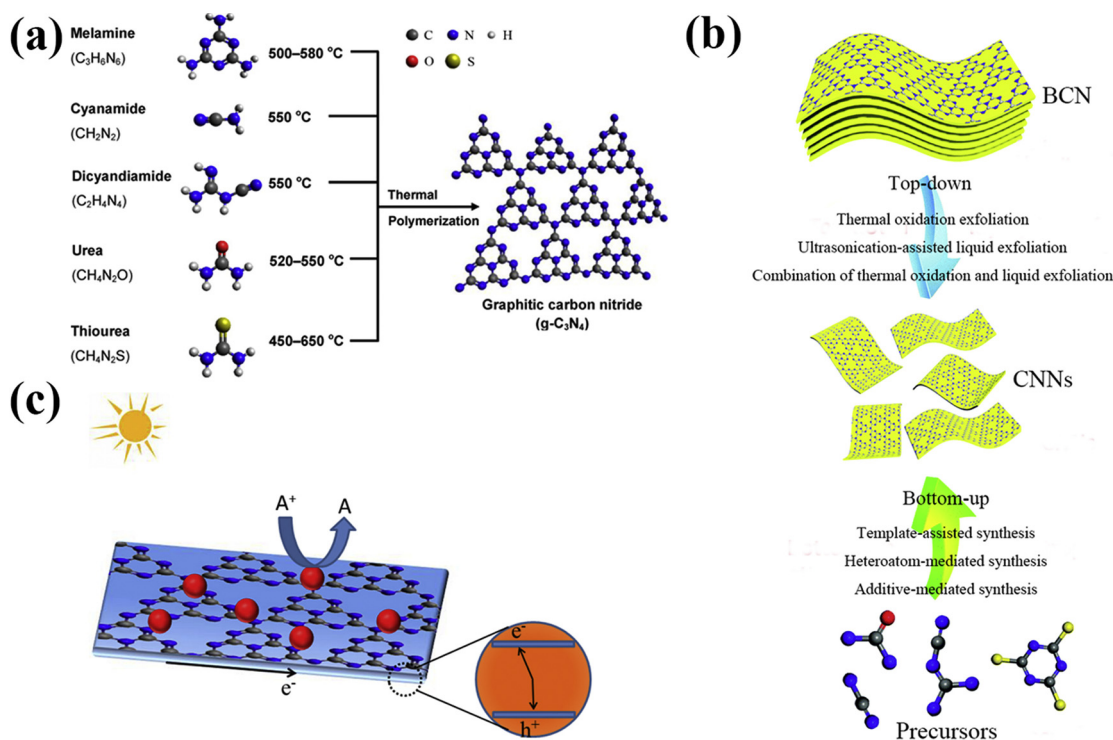 (a)
Melamine
(C₃H₆N₆)
500–580 °C
C N H
O S
Cyanamide
(CH₂N₂)
550 °C
Dicyandiamide
(C₂H₄N₄)
550 °C
Thermal
Polymerization
Urea
(CH₄N₂O)
520–550 °C
Graphitic carbon nitride
(g-C₃N₄)
Thiourea
(CH₄N₂S)
450–650 °C
(b)
BCN
Top-down
Thermal oxidation exfoliation
Ultrasonication-assisted liquid exfoliation
Combination of thermal oxidation and liquid exfoliation
CNNs
Bottom-up
Template-assisted synthesis
Heteroatom-mediated synthesis
Additive-mediated synthesis
Precursors
(c)
A⁺ A
e⁻
e⁻
h⁺